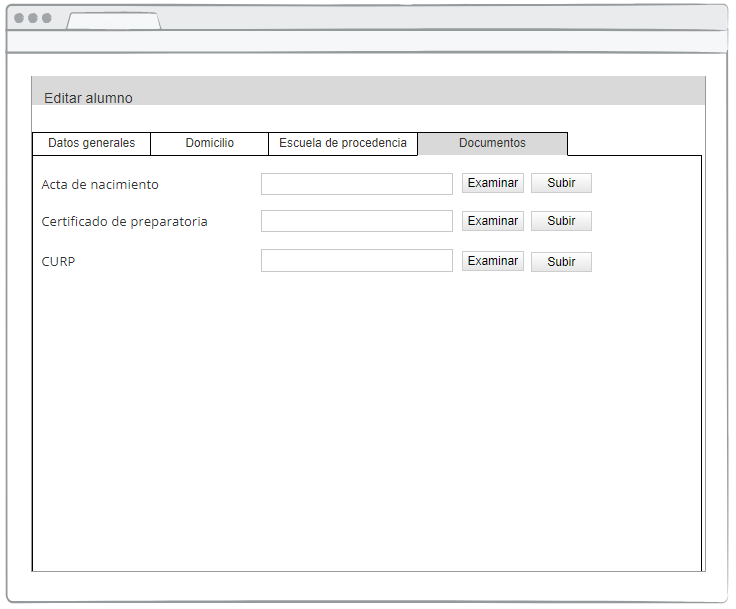 Editar alumno
Datos generales Domicilio Escuela de procedencia Documentos
Acta de nacimiento Examinar Subir
Certificado de preparatoria Examinar Subir
CURP Examinar Subir